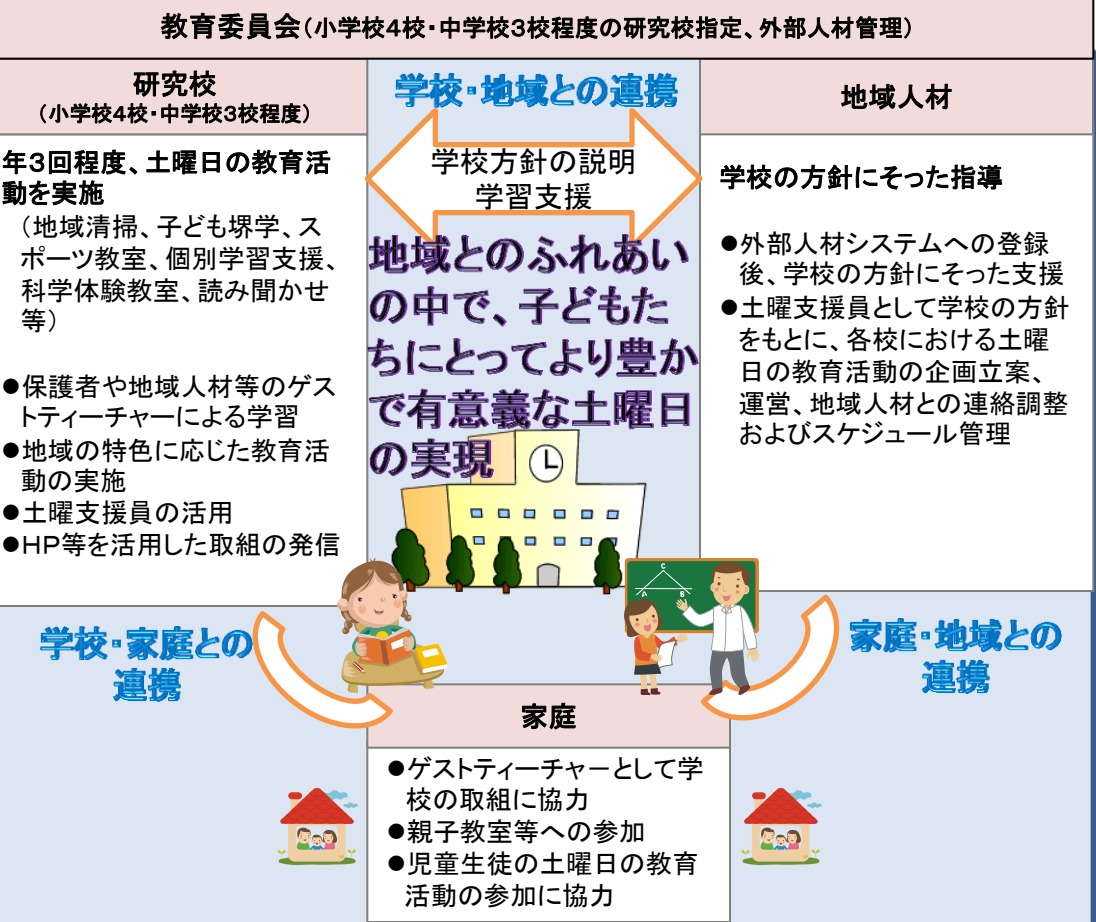 教育委員会(小学校4校・中学校3校程度の研究校指定、外部人材管理)
研究校
(小学校4校・中学校3校程度)
年3回程度、土曜日の教育活
動を実施
(地域清掃、子ども堺学、ス
ポーツ教室、個別学習支援、
科学体験教室、読み聞かせ
等)
●保護者や地域人材等のゲス
トティーチャーによる学習
●地域の特色に応じた教育活
動の実施
●土曜支援員の活用
●HP等を活用した取組の発信
学校・地域との連携
学校方針の説明
学習支援
地域とのふれあい
の中で、子どもた
ちにとってより豊か
で有意義な土曜日
の実現
地域人材
学校の方針にそった指導
●外部人材システムへの登録
後、学校の方針にそった支援
●土曜支援員として学校の方針
をもとに、各校における土曜
日の教育活動の企画立案、
運営、地域人材との連絡調整
およびスケジュール管理
C
A
B
学校・家庭との
連携
家庭・地域との
連携
家庭
●ゲストティーチャーとして学
校の取組に協力
●親子教室等への参加
●児童生徒の土曜日の教育
活動の参加に協力